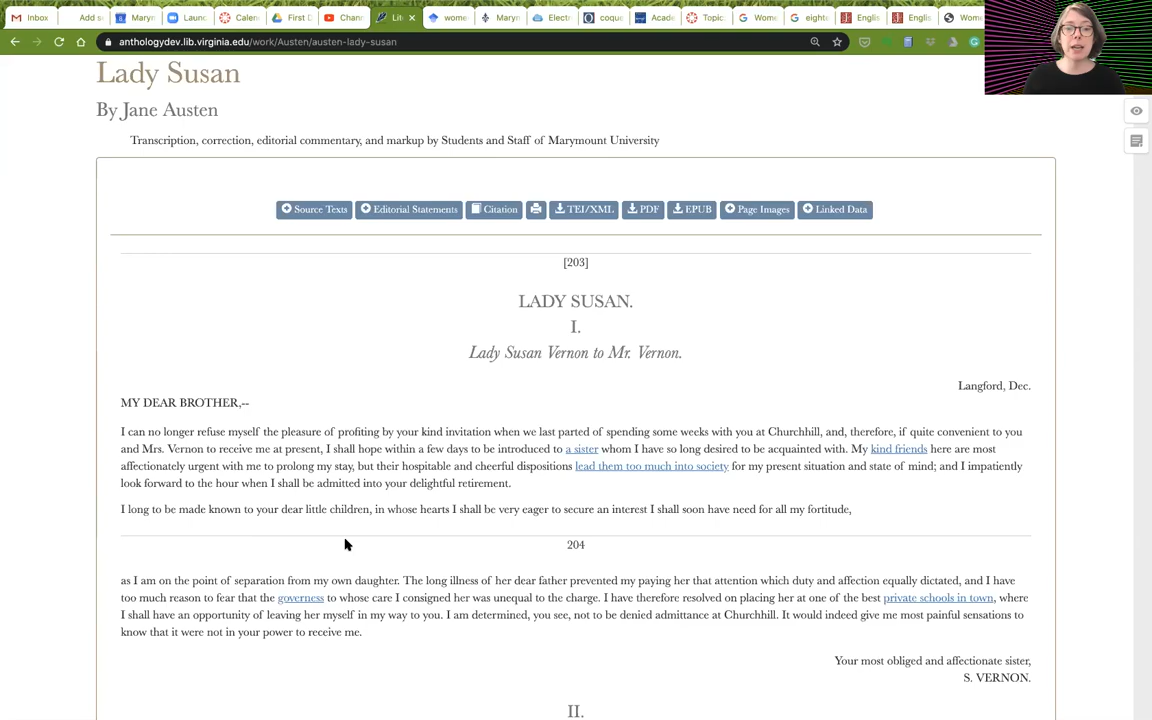 Inbox Add s Marym Launc Calen First D Chann Lit wome Maryn Electr coqu Acade Topic Wome eighte Englis Englis Wome
anthologydev.lib.virginia.edu/work/Austen/austen-lady-susan
Lady Susan
By Jane Austen
Transcription, correction, editorial commentary, and markup by Students and Staff of Marymount University
Source Texts Editorial Statements Citation TEI/XML PDF EPUB Page Images Linked Data
[203]
LADY SUSAN.
I.
Lady Susan Vernon to Mr. Vernon.
Langford, Dec.
MY DEAR BROTHER,--
I can no longer refuse myself the pleasure of profiting by your kind invitation when we last parted of spending some weeks with you at Churchhill, and, therefore, if quite convenient to you
and Mrs. Vernon to receive me at present, I shall hope within a few days to be introduced to a sister whom I have so long desired to be acquainted with. My kind friends here are most
affectionately urgent with me to prolong my stay, but their hospitable and cheerful dispositions lead them too much into society for my present situation and state of mind; and I impatiently
look forward to the hour when I shall be admitted into your delightful retirement.
I long to be made known to your dear little children, in whose hearts I shall be very eager to secure an interest I shall soon have need for all my fortitude,
204
as I am on the point of separation from my own daughter. The long illness of her dear father prevented my paying her that attention which duty and affection equally dictated, and I have
too much reason to fear that the governess to whose care I consigned her was unequal to the charge. I have therefore resolved on placing her at one of the best private schools in town, where
I shall have an opportunity of leaving her myself in my way to you. I am determined, you see, not to be denied admittance at Churchhill. It would indeed give me most painful sensations to
know that it were not in your power to receive me.
Your most obliged and affectionate sister,
S. VERNON.
II.